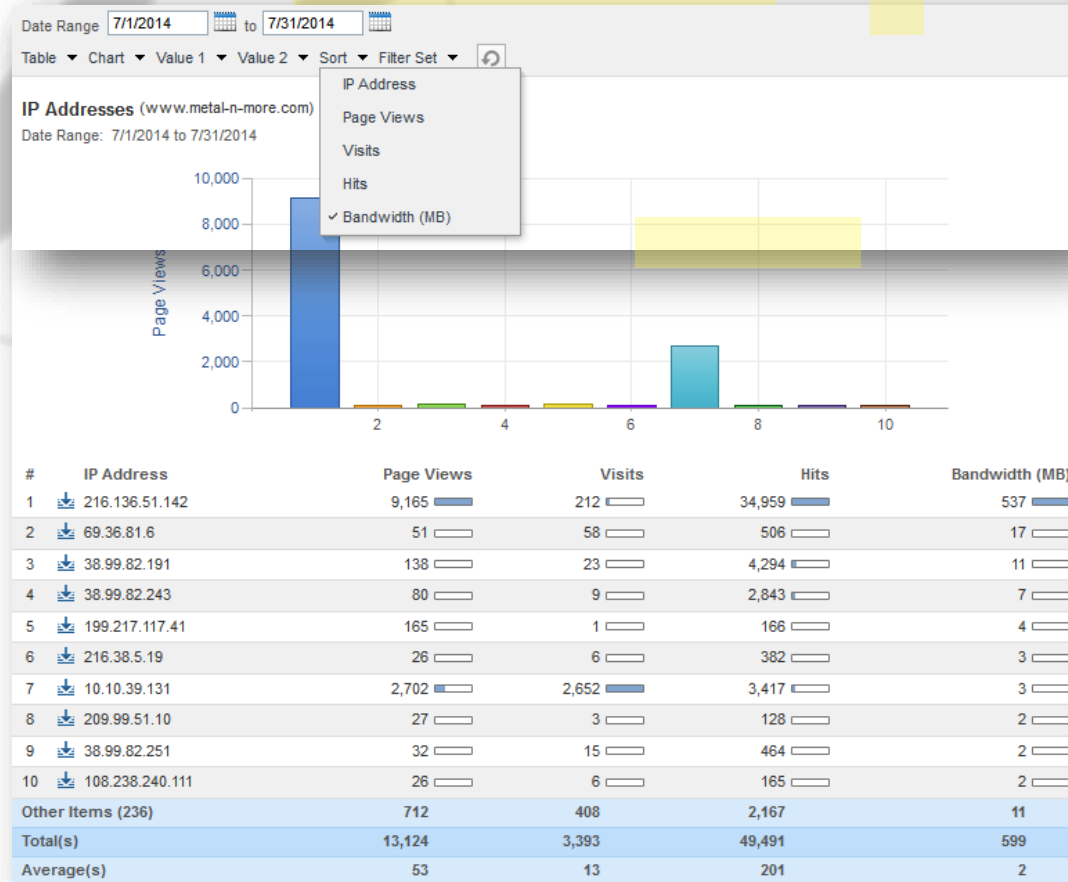 Date Range 7/1/2014 to 7/31/2014
Table Chart Value 1 Value 2 Sort Filter Set
IP Address
Page Views
Visits
Hits
Bandwidth (MB)
IP Addresses (www.metal-n-more.com)
Date Range: 7/1/2014 to 7/31/2014
10,000
8,000
6,000
4,000
2,000
0
Page Views
2 4 6 8 10
# IP Address Page Views Visits Hits Bandwidth (MB)
1 216.136.51.142 9,165 212 34,959 537
2 69.36.81.6 51 58 506 17
3 38.99.82.191 138 23 4,294 11
4 38.99.82.243 80 9 2,843 7
5 199.217.117.41 165 1 166 4
6 216.38.5.19 26 6 382 3
7 10.10.39.131 2,702 2,652 3,417 3
8 209.99.51.10 27 3 128 2
9 38.99.82.251 32 15 464 2
10 108.238.240.111 26 6 165 2
Other Items (236) 712 408 2,167 11
Total(s) 13,124 3,393 49,491 599
Average(s) 53 13 201 2